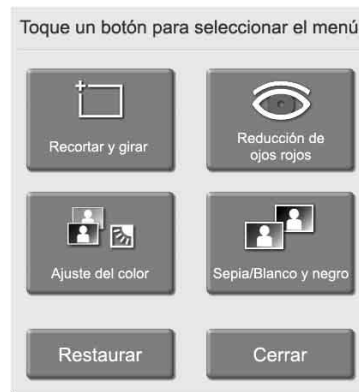 Toque un botón para seleccionar el menú
Recortar y girar
Reducción de
ojos rojos
Ajuste del color
Sepia/Blanco y negro
Restaurar
Cerrar